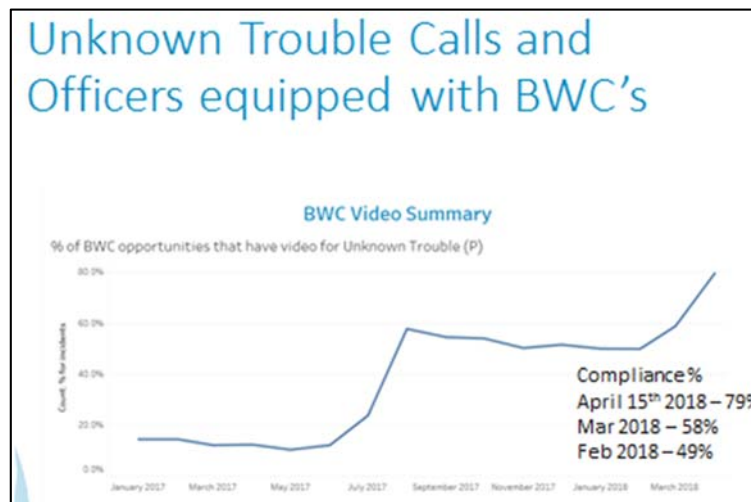 Unknown Trouble Calls and
Officers equipped with BWC's
BWC Video Summary
% of BWC opportunities that have video for Unknown Trouble (P)
80.0%
60.0%
40.0%
20.0%
0.0%
Count. % for incidents
Compliance %
April 15th 2018 – 79%
Mar 2018 – 58%
Feb 2018 – 49%
January 2017 March 2017 May 2017 July 2017 September 2017 November 2017 January 2018 March 2018